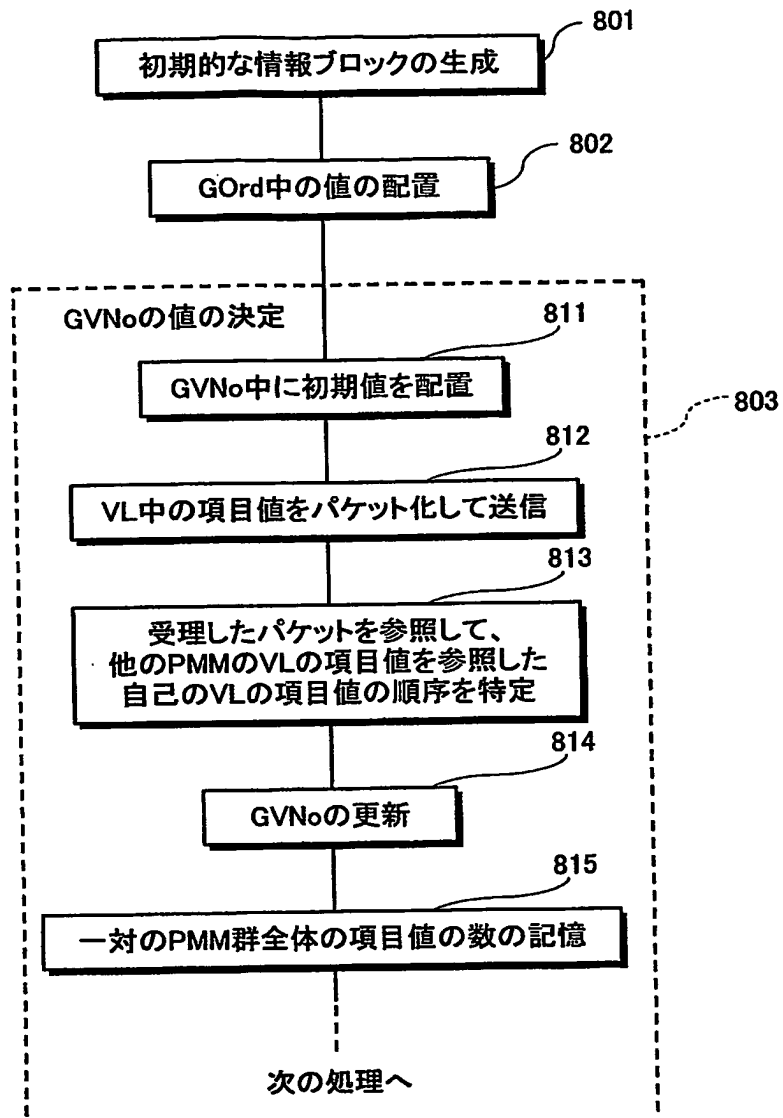 801
初期的な情報ブロックの生成
802
GOrd中の値の配置
GVNoの値の決定
811
GVNo中に初期値を配置
803
812
VL中の項目値をパケット化して送信
813
受理したパケットを参照して、
他のPMMのVLの項目値を参照した
自己のVLの項目値の順序を特定
814
GVNoの更新
815
一対のPMM群全体の項目値の数の記憶
次の処理へ